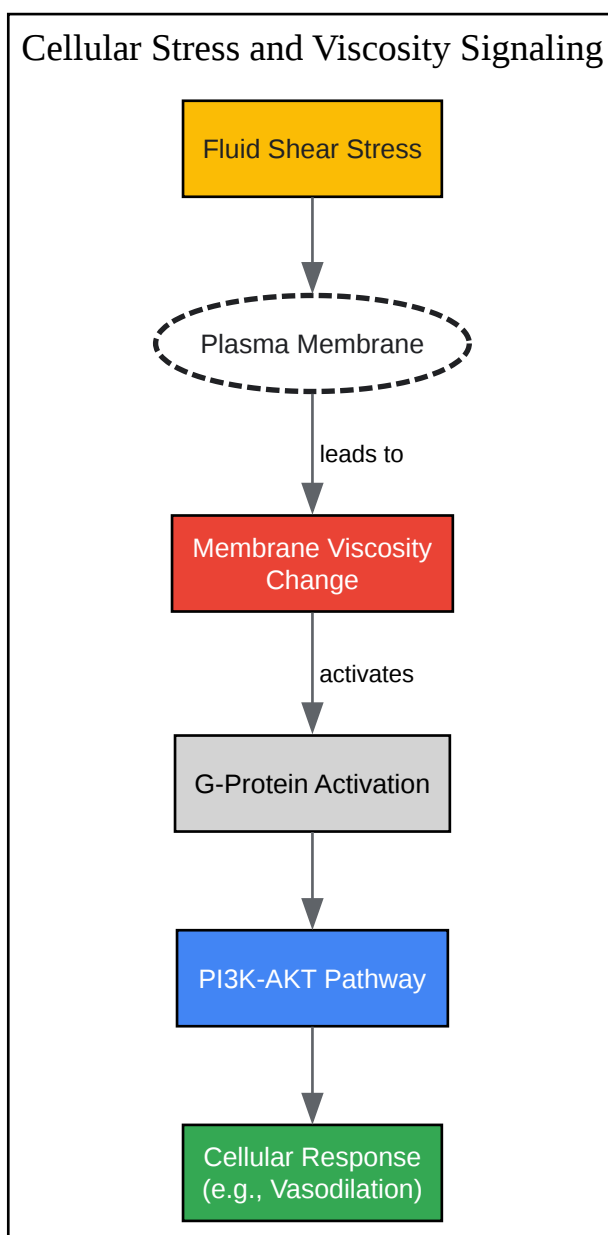 Cellular Stress and Viscosity Signaling
Fluid Shear Stress
Plasma Membrane
leads to
Membrane Viscosity
Change
activates
G-Protein Activation
PI3K-AKT Pathway
Cellular Response
(e.g., Vasodilation)